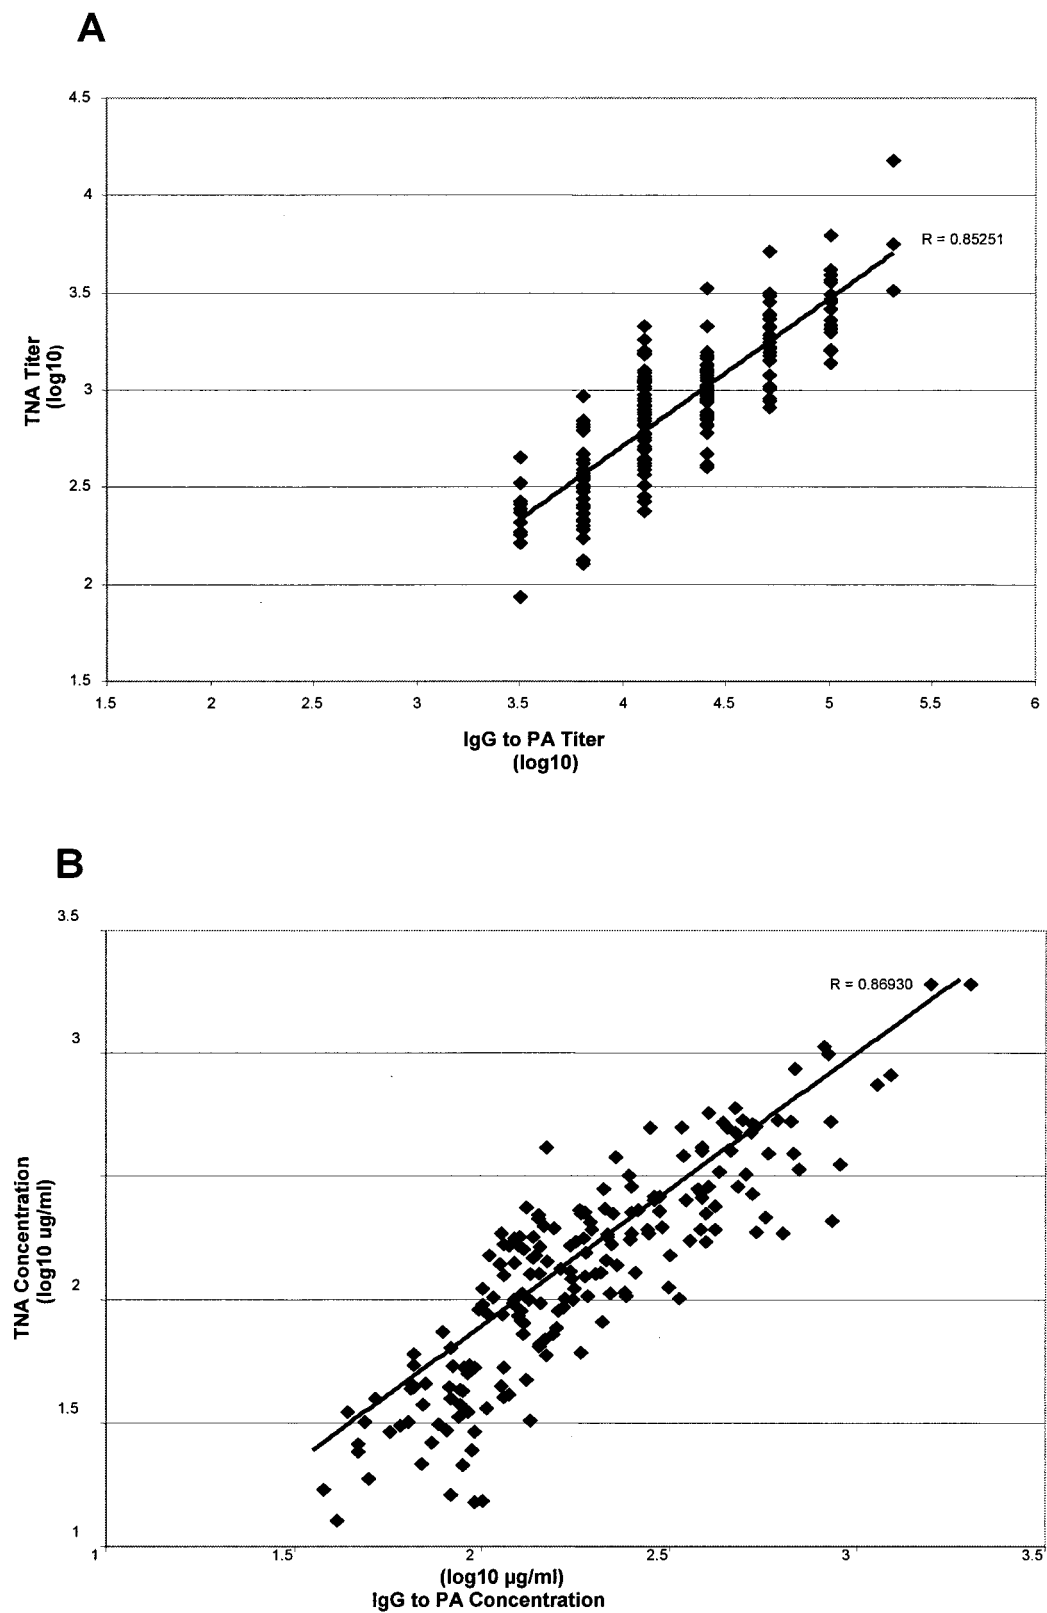 A
4.5
4
R = 0.85251
3.5
TNA Titer
(log10)
3
2.5
2
1.5
1.5 2 2.5 3 3.5 4 4.5 5 5.5 6
IgG to PA Titer
(log10)
B
3.5
R = 0.86930
3
TNA Concentration
(log10 ug/ml)
2
1.5
1
1 1.5 2 2.5 3 3.5
(log10 µg/ml)
IgG to PA Concentration